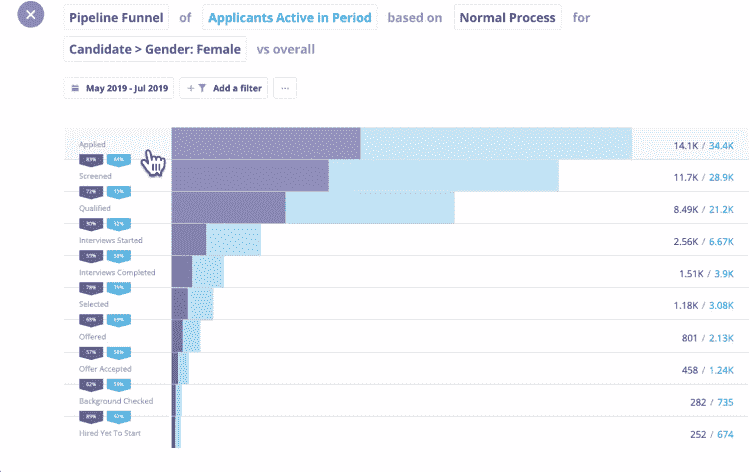 Pipeline Funnel of Applicants Active in Period based on Normal Process for
Candidate > Gender: Female vs overall
May 2019 - Jul 2019 + Add a filter ...
Applied 14.1K / 34.4K
83% 84%
Screened 11.7K / 28.9K
73% 73%
Qualified 8.49K / 21.2K
30% 32%
Interviews Started 2.56K / 6.67K
59% 58%
Interviews Completed 1.51K / 3.9K
78% 79%
Selected 1.18K / 3.08K
68% 69%
Offered 801 / 2.13K
57% 58%
Offer Accepted 458 / 1.24K
62% 59%
Background Checked 282 / 735
89% 92%
Hired Yet To Start 252 / 674